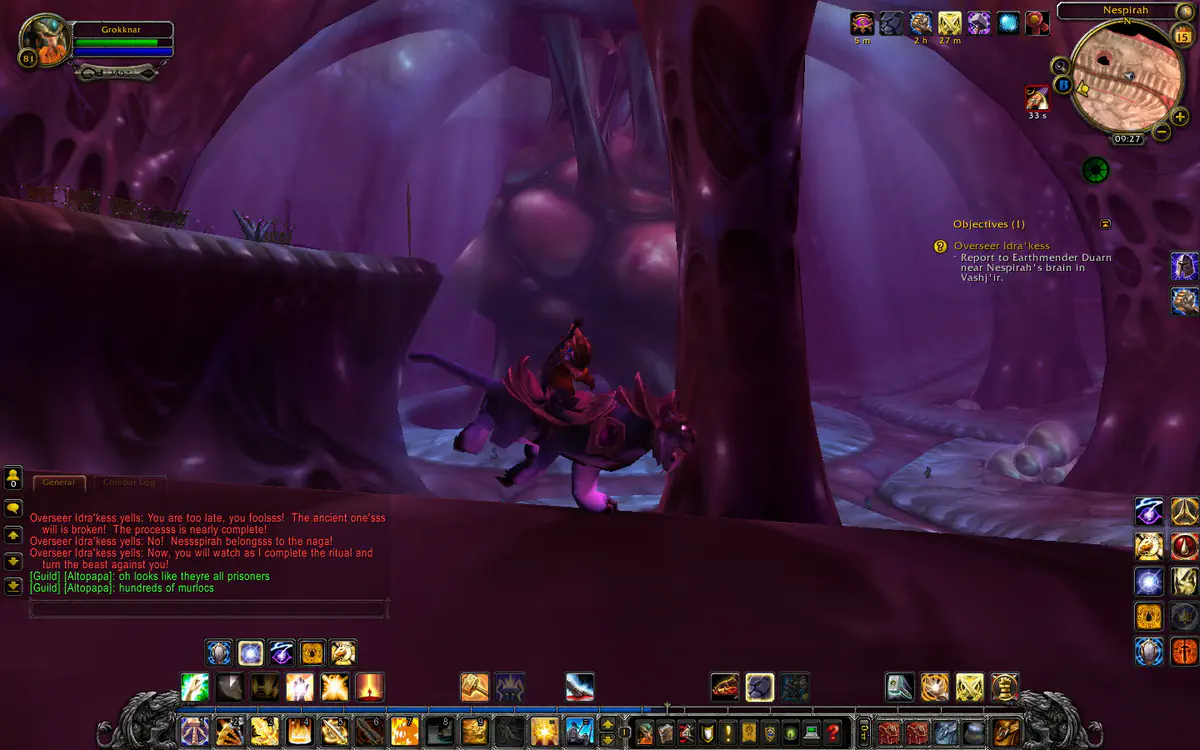 Grokknar
81
5 m
2 h
27 m
Nespirah
N
15
33 s
09:27
Objectives (1)
Overseer Idra'kess
- Report to Earthmender Duarn
near Nespirah's brain in
Vashj'ir.
0
General
Combat Log
Overseer Idra'kess yells: You are too late, you foolsss! The ancient one'sss
will is broken! The processs is nearly complete!
Overseer Idra'kess yells: No! Nessspirah belongsss to the naga!
Overseer Idra'kess yells: Now, you will watch as I complete the ritual and
turn the beast against you!
[Guild] [Altopapa]: oh looks like theyre all prisoners
[Guild] [Altopapa]: hundreds of murlocs